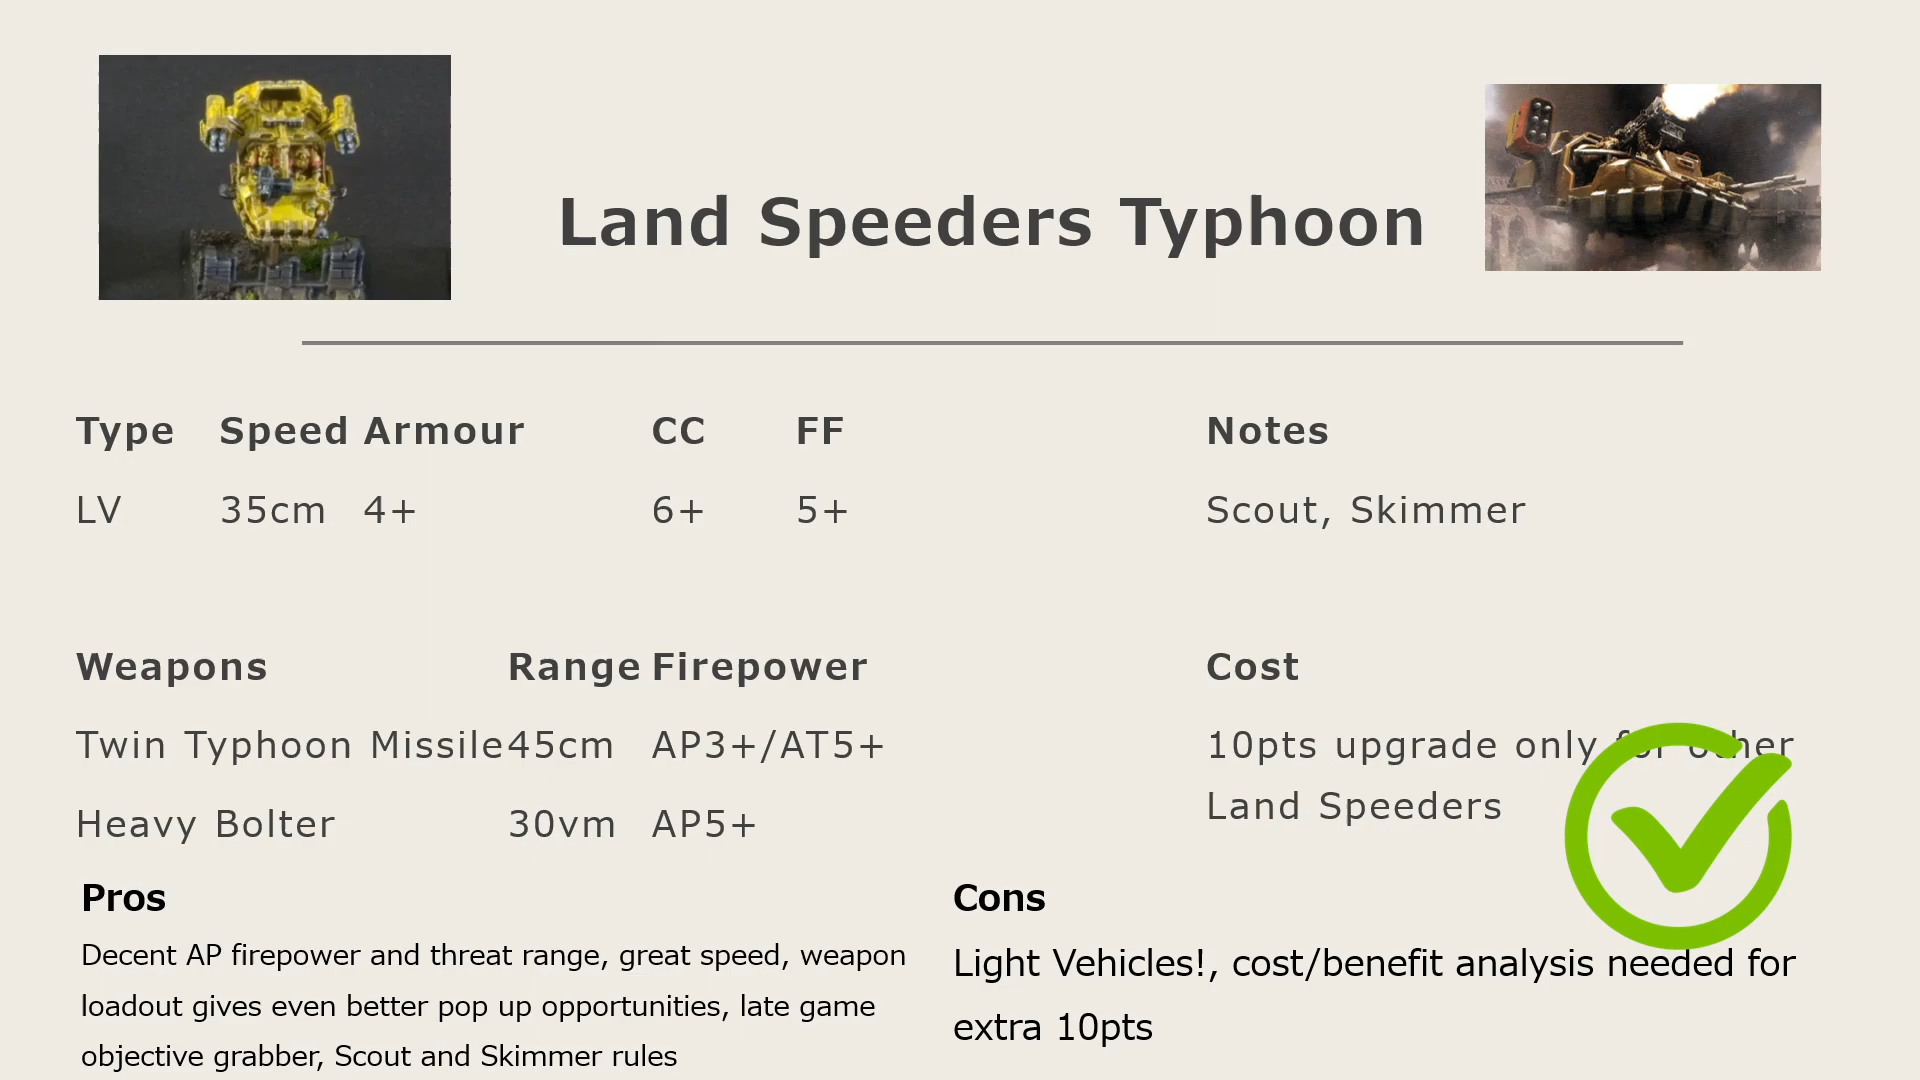 Land Speeders Typhoon
Type Speed Armour CC FF Notes
LV 35cm 4+ 6+ 5+ Scout, Skimmer
Weapons Range Firepower Cost
Twin Typhoon Missile 45cm AP3+/AT5+ 10pts upgrade only for other
Land Speeders
Heavy Bolter 30vm AP5+
Pros
Decent AP firepower and threat range, great speed, weapon
loadout gives even better pop up opportunities, late game
objective grabber, Scout and Skimmer rules
Cons
Light Vehicles!, cost/benefit analysis needed for
extra 10pts